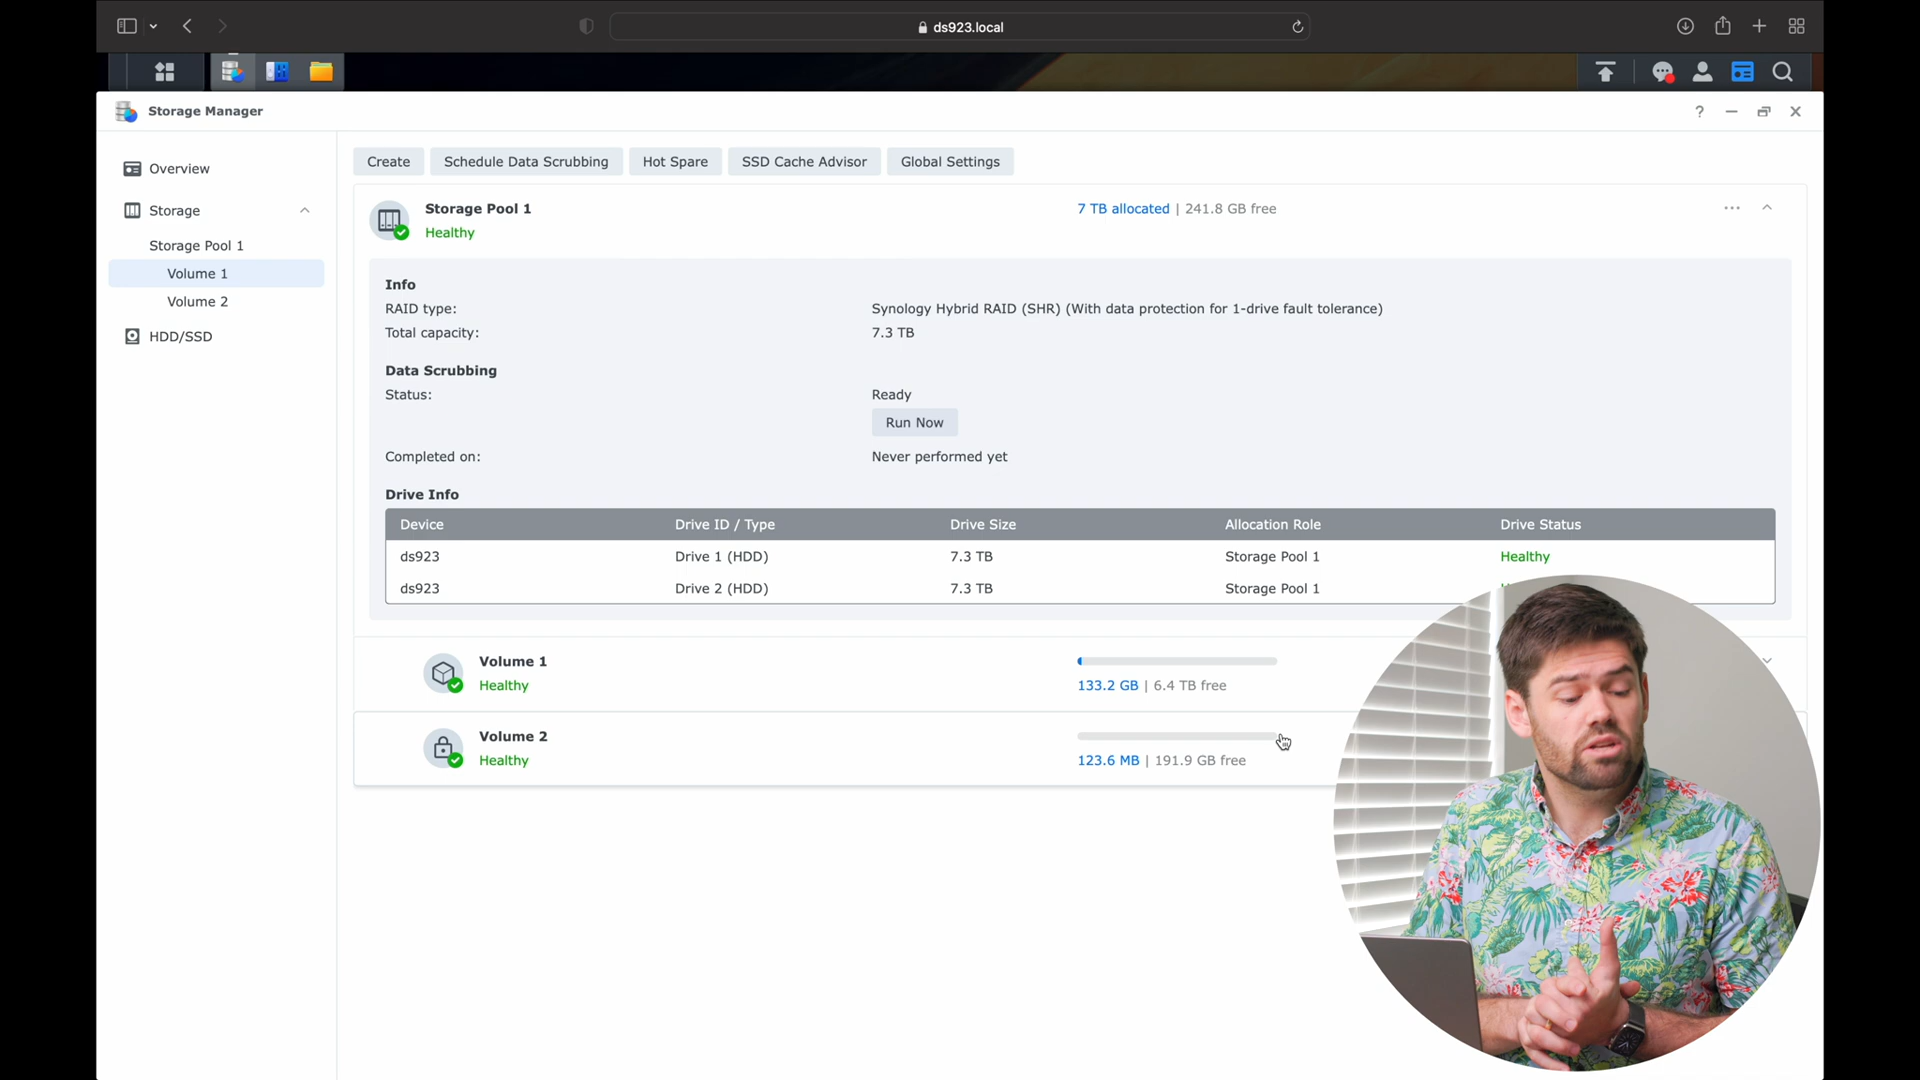 ds923.local
Storage Manager
?
Overview
Storage
Storage Pool 1
Volume 1
Volume 2
HDD/SSD
Create
Schedule Data Scrubbing
Hot Spare
SSD Cache Advisor
Global Settings
Storage Pool 1
7 TB allocated | 241.8 GB free
Healthy
Info
RAID type: Synology Hybrid RAID (SHR) (With data protection for 1-drive fault tolerance)
Total capacity: 7.3 TB
Data Scrubbing
Status: Ready
Run Now
Completed on: Never performed yet
Drive Info
Device Drive ID / Type Drive Size Allocation Role Drive Status
ds923 Drive 1 (HDD) 7.3 TB Storage Pool 1 Healthy
ds923 Drive 2 (HDD) 7.3 TB Storage Pool 1
Volume 1
Healthy
133.2 GB | 6.4 TB free
Volume 2
Healthy
123.6 MB | 191.9 GB free